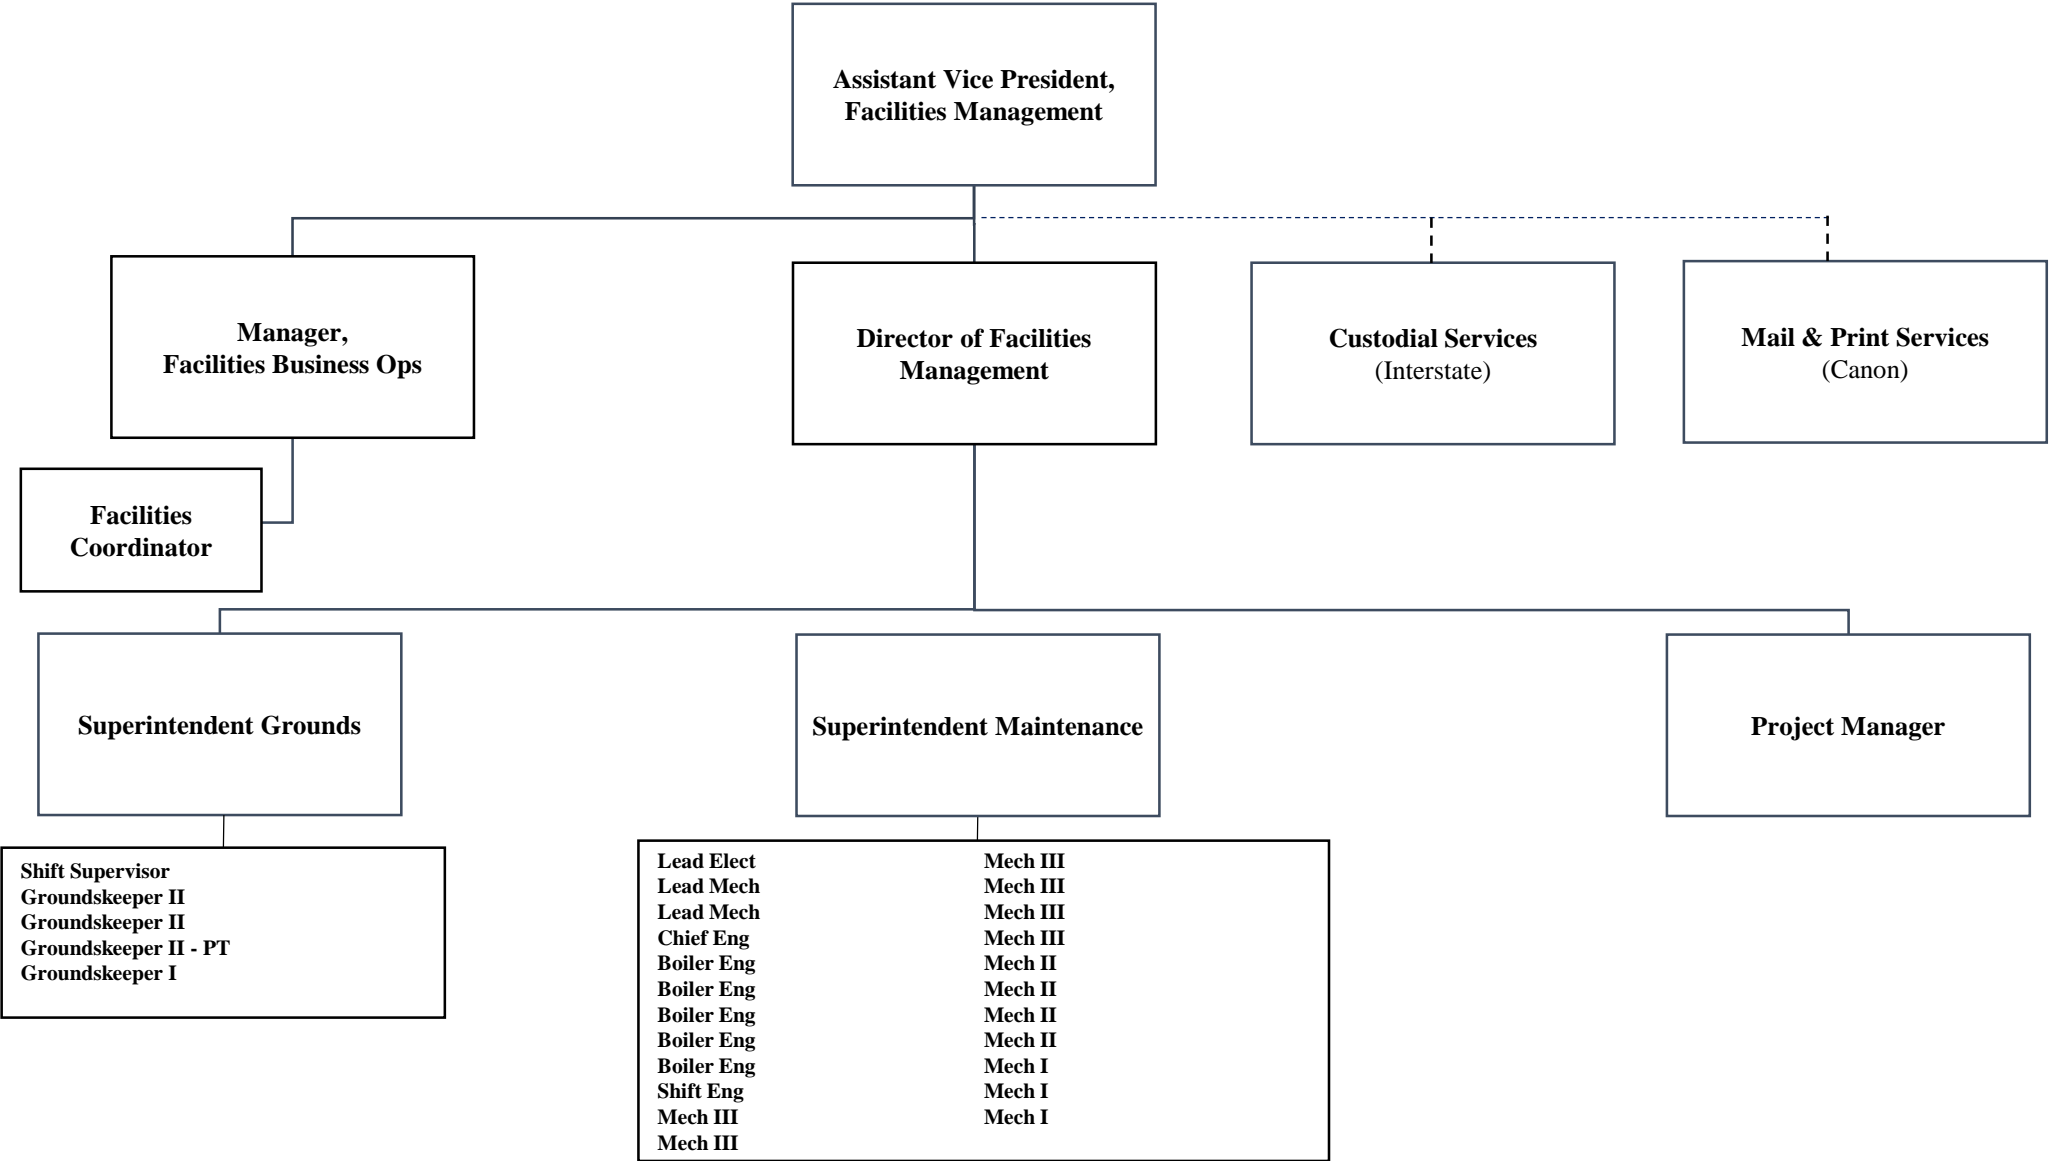 Assistant Vice President,
Facilities Management
Manager,
Facilities Business Ops
Director of Facilities
Management
Custodial Services
(Interstate)
Mail & Print Services
(Canon)
Facilities
Coordinator
Superintendent Grounds
Superintendent Maintenance
Project Manager
Shift Supervisor
Groundskeeper II
Groundskeeper II
Groundskeeper II - PT
Groundskeeper I
Lead Elect
Lead Mech
Lead Mech
Chief Eng
Boiler Eng
Boiler Eng
Boiler Eng
Boiler Eng
Boiler Eng
Shift Eng
Mech III
Mech III
Mech III
Mech III
Mech III
Mech III
Mech II
Mech II
Mech II
Mech II
Mech I
Mech I
Mech I